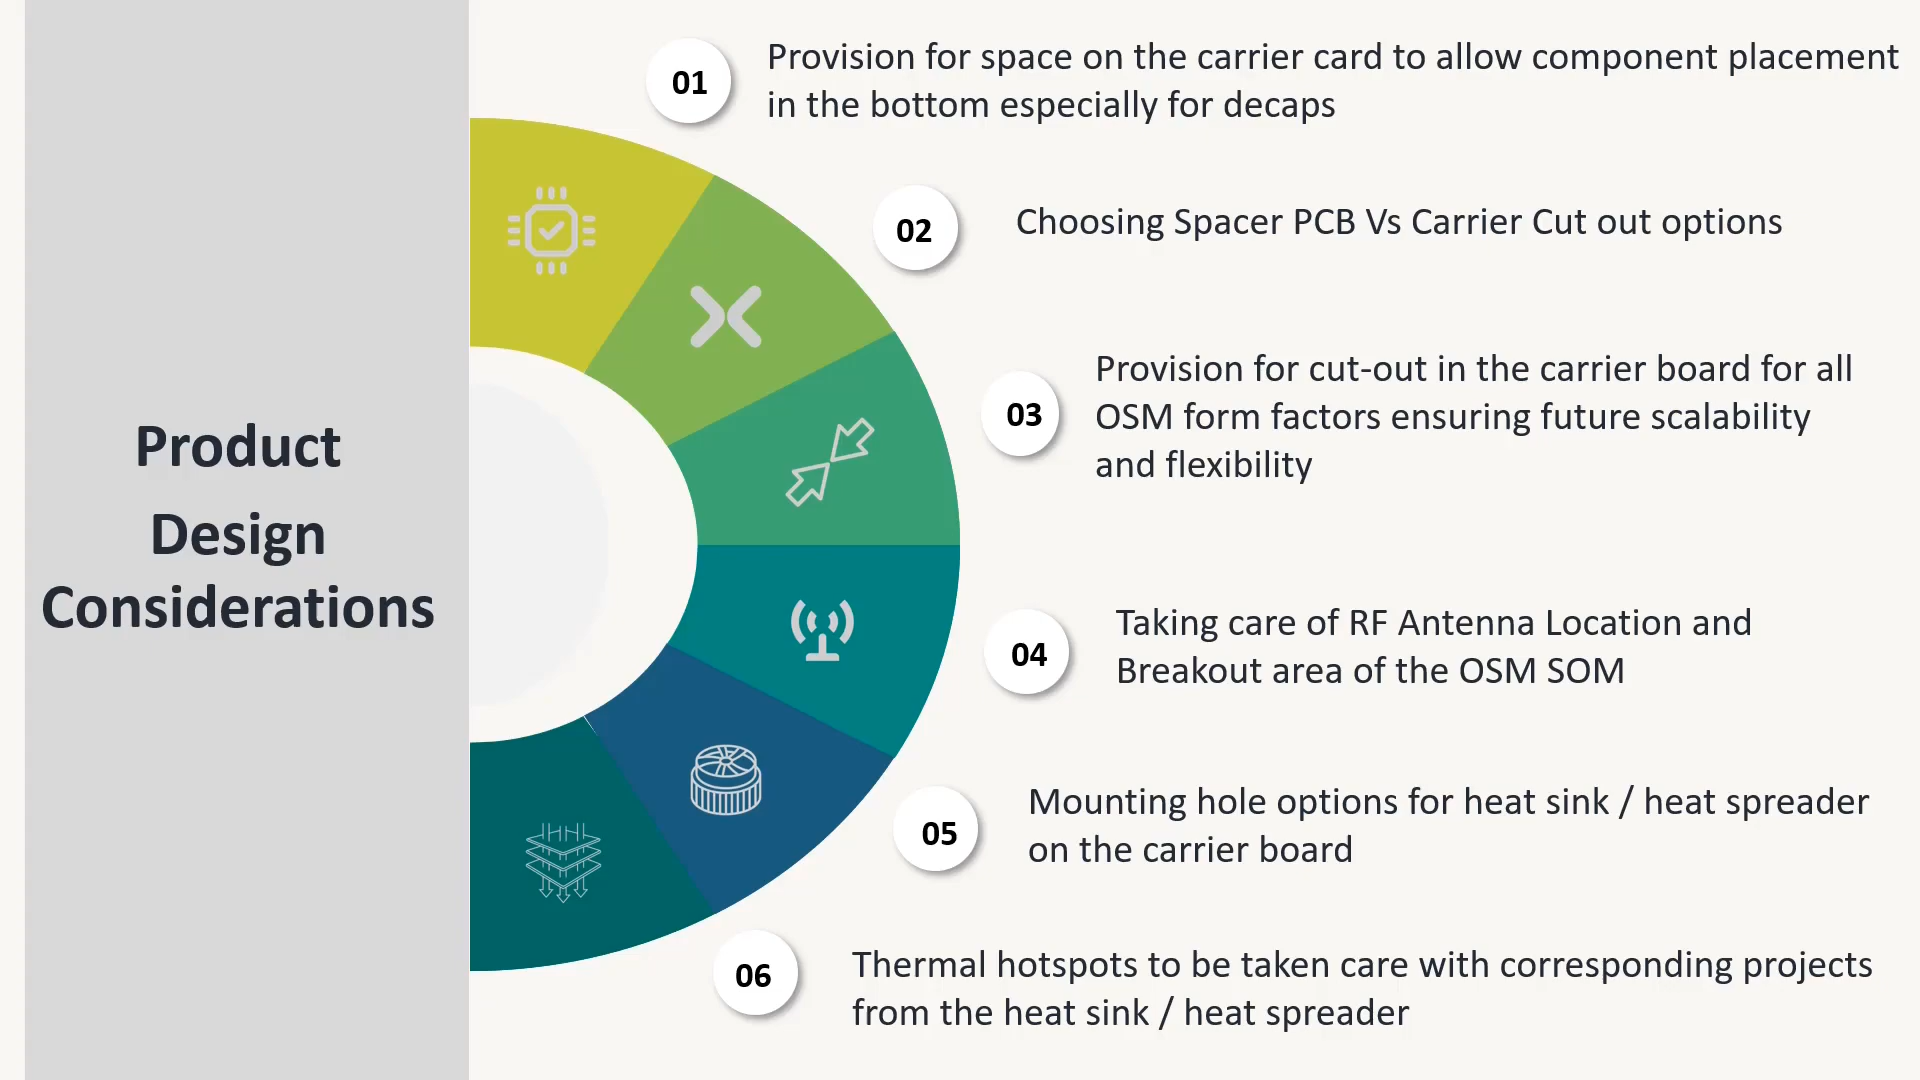 Product
Design
Considerations
01
Provision for space on the carrier card to allow component placement
in the bottom especially for decaps
02
Choosing Spacer PCB Vs Carrier Cut out options
03
Provision for cut-out in the carrier board for all
OSM form factors ensuring future scalability
and flexibility
04
Taking care of RF Antenna Location and
Breakout area of the OSM SOM
05
Mounting hole options for heat sink / heat spreader
on the carrier board
06
Thermal hotspots to be taken care with corresponding projects
from the heat sink / heat spreader